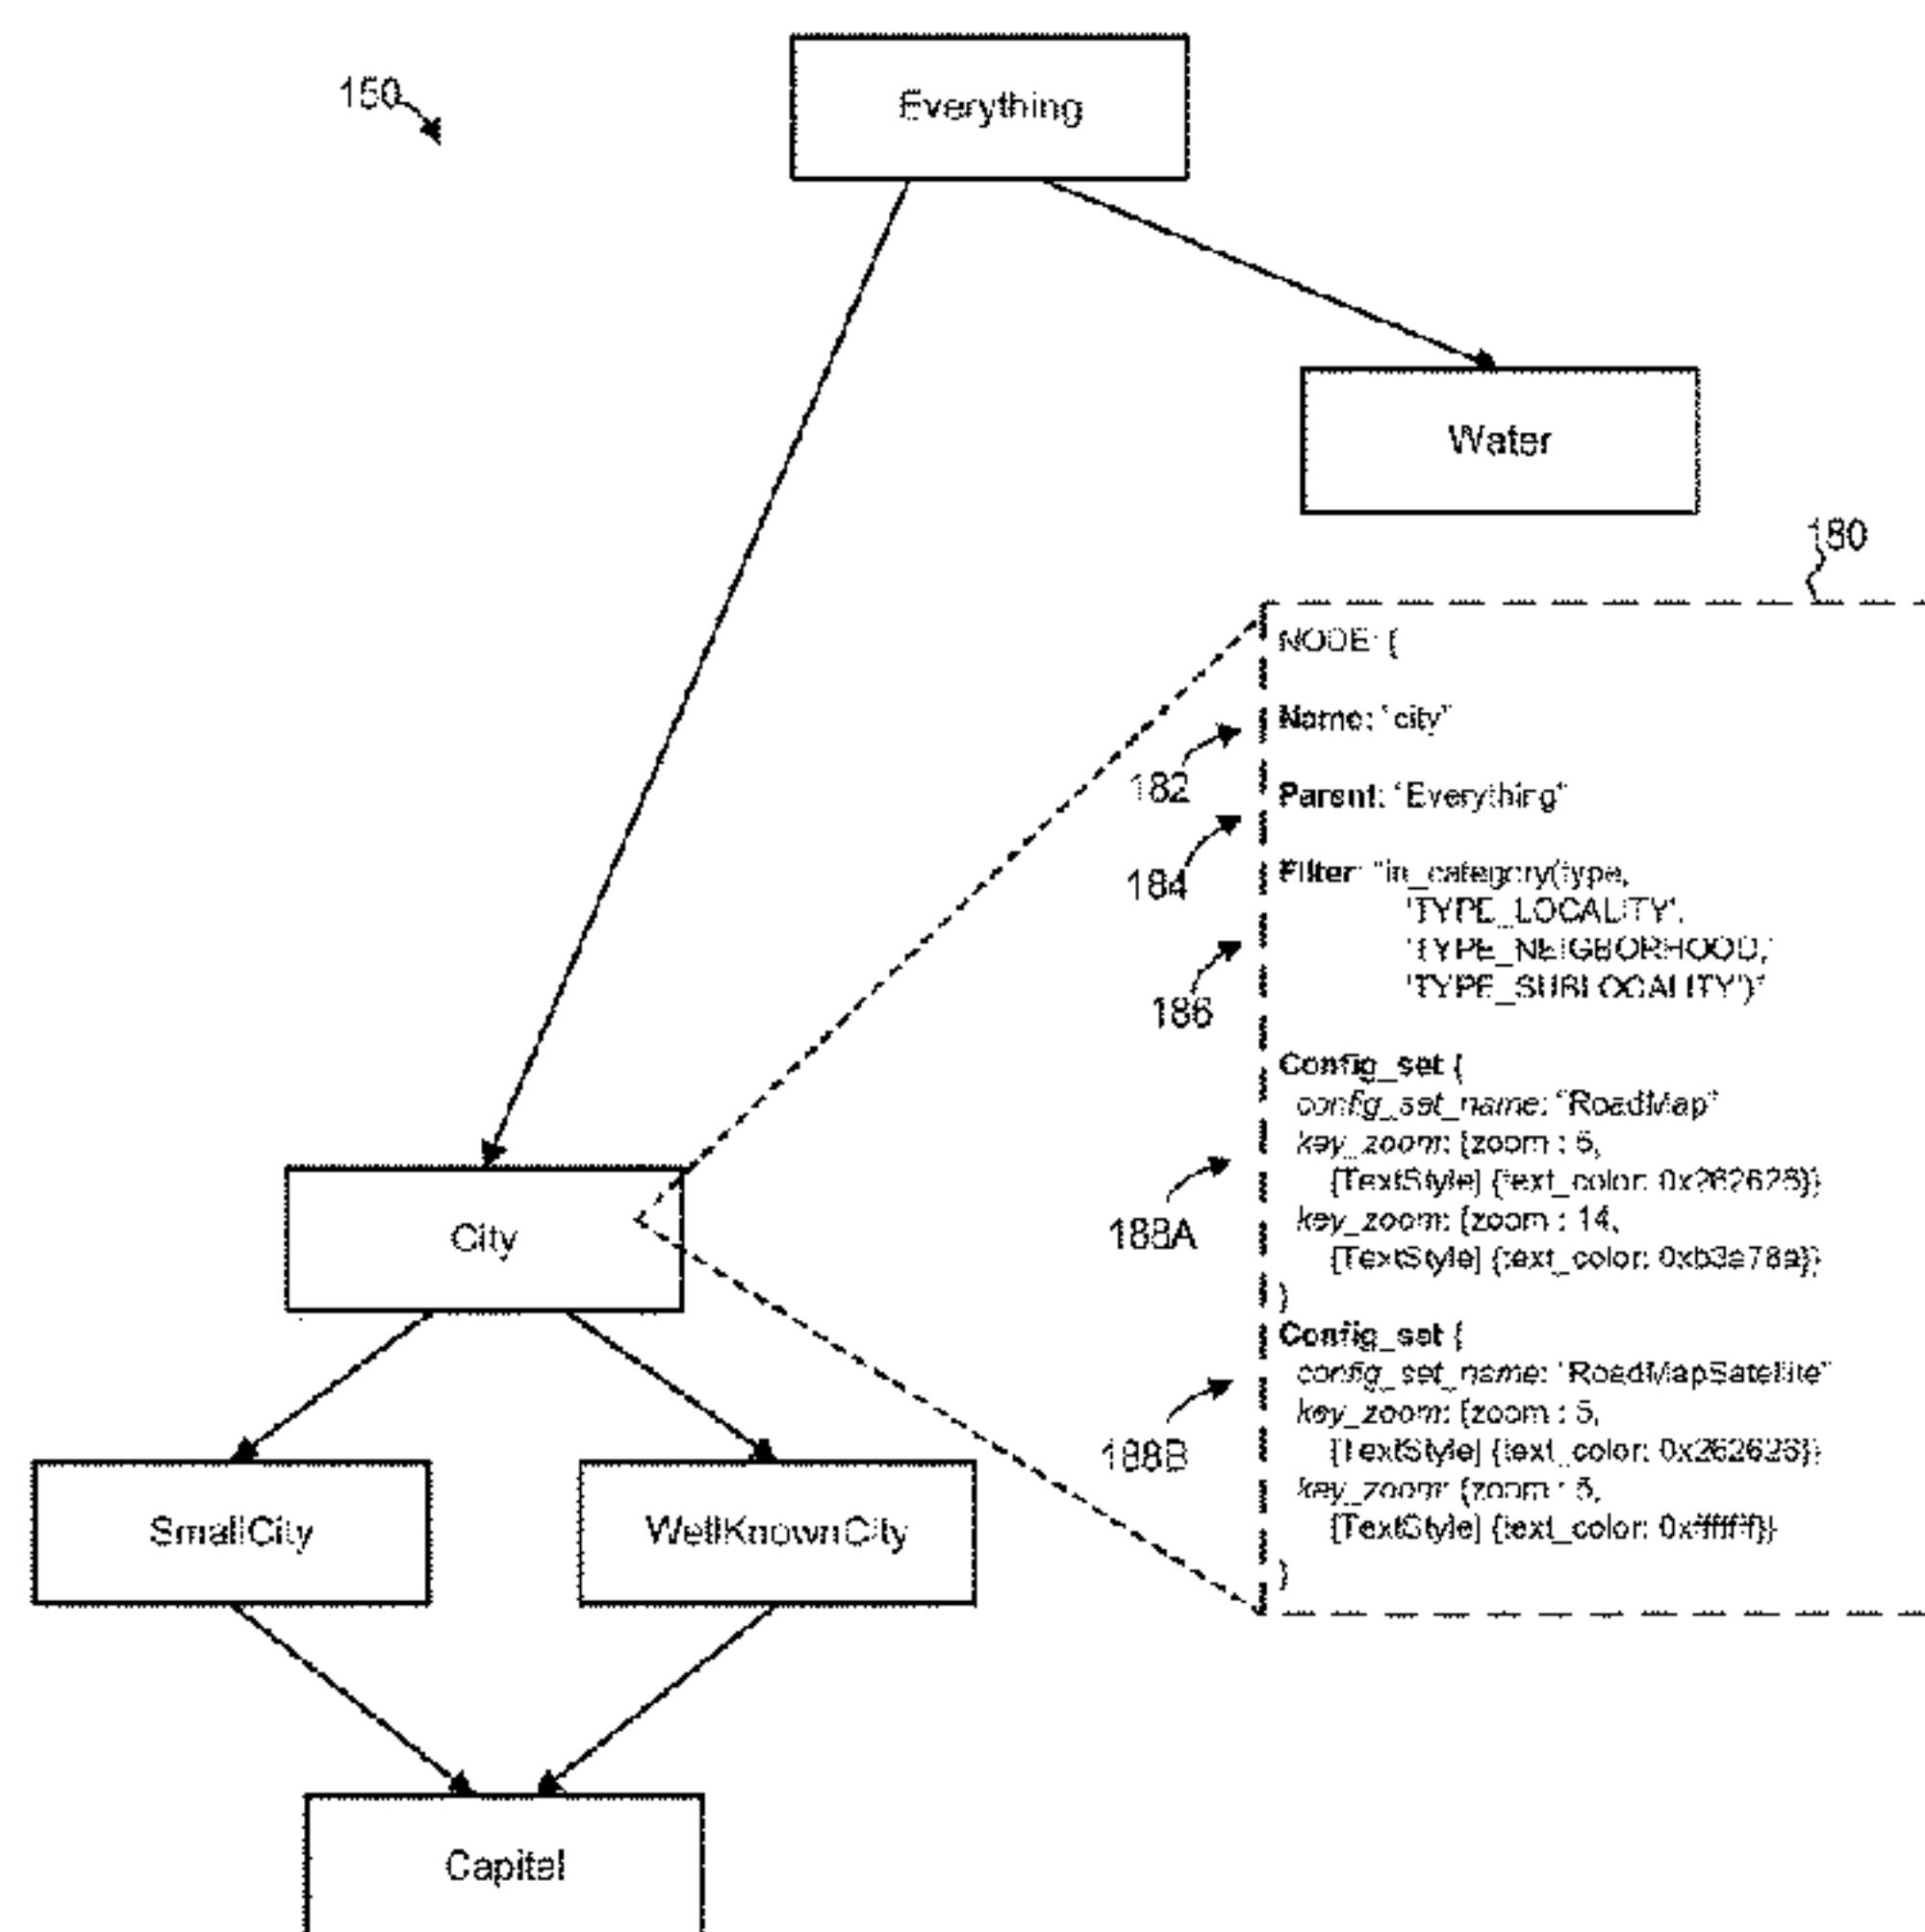 150
Everything
Water
180
NODE: {
Name: "city"
182
Parent: "Everything"
184
Filter: "in_category(type,
'TYPE_LOCALITY',
'TYPE_NEIGBORHOOD,'
'TYPE_SUBLOCALITY')"
186
Config_set {
config_set_name: "RoadMap"
key_zoom: {zoom : 5,
[TextStyle] {text_color: 0x262626}}
key_zoom: {zoom : 14,
[TextStyle] {text_color:
188A
}
City
Config_set {
config_set_name: "RoadMapSatellite"
key_zoom: {zoom : 5,
[TextStyle] {text_color: 0x262626}}
188B
key_zoom: {zoom : 5,
[TextStyle] {text_color: 0xffffff}}
}
SmallCity
WellKnownCity
Capital